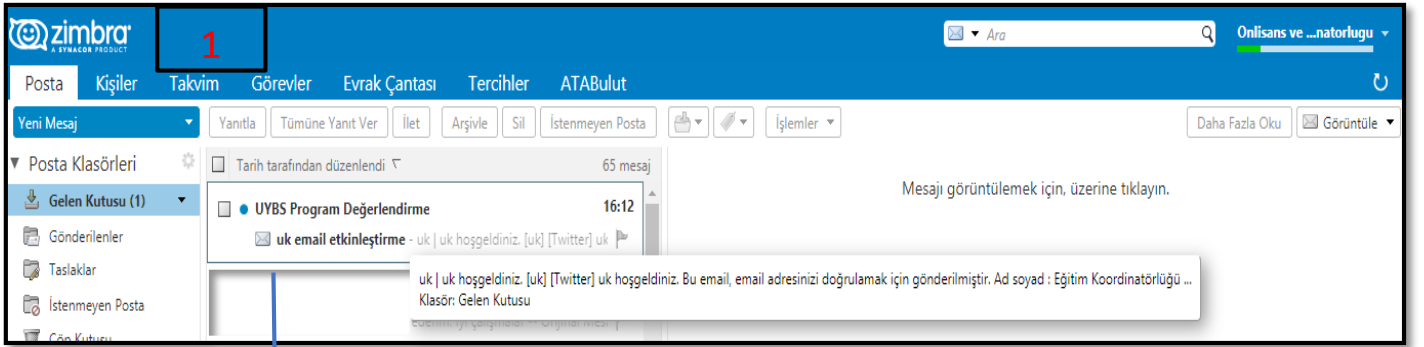 zimbra
A SYNACOR PRODUCT
1
Ara
Onlisans ve ...natorlugu
Posta Kişiler Takvim Görevler Evrak Çantası Tercihler ATABulut
Yeni Mesaj
Yanıtla Tümüne Yanıt Ver İlet Arşivle Sil İstenmeyen Posta İşlemler Daha Fazla Oku Görüntüle
Posta Klasörleri
Tarih tarafından düzenlendi 65 mesaj
Mesajı görüntülemek için, üzerine tıklayın.
Gelen Kutusu (1)
UYBS Program Değerlendirme 16:12
uk email etkinleştirme - uk | uk hoşgeldiniz. [uk] [Twitter] uk
Gönderilenler
Taslaklar
uk | uk hoşgeldiniz. [uk] [Twitter] uk hoşgeldiniz. Bu email, email adresinizi doğrulamak için gönderilmiştir. Ad soyad : Eğitim Koordinatörlüğü ...
Klasör: Gelen Kutusu
İstenmeyen Posta
Çöp Kutusu